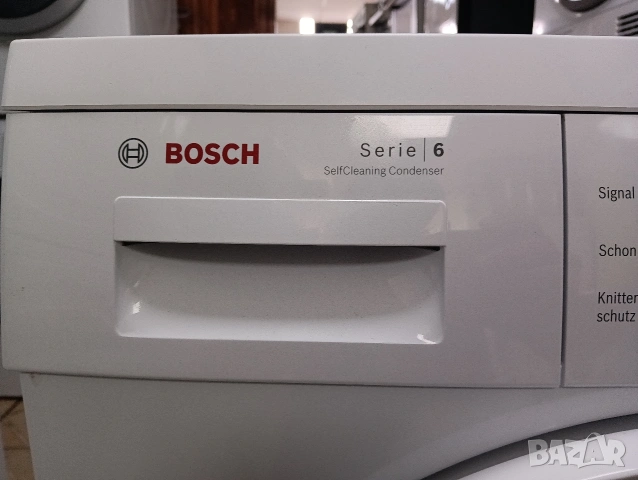 BOSCH
Serie | 6
SelfCleaning Condenser
Signal
Schon
Knitter
schutz
BAZAR